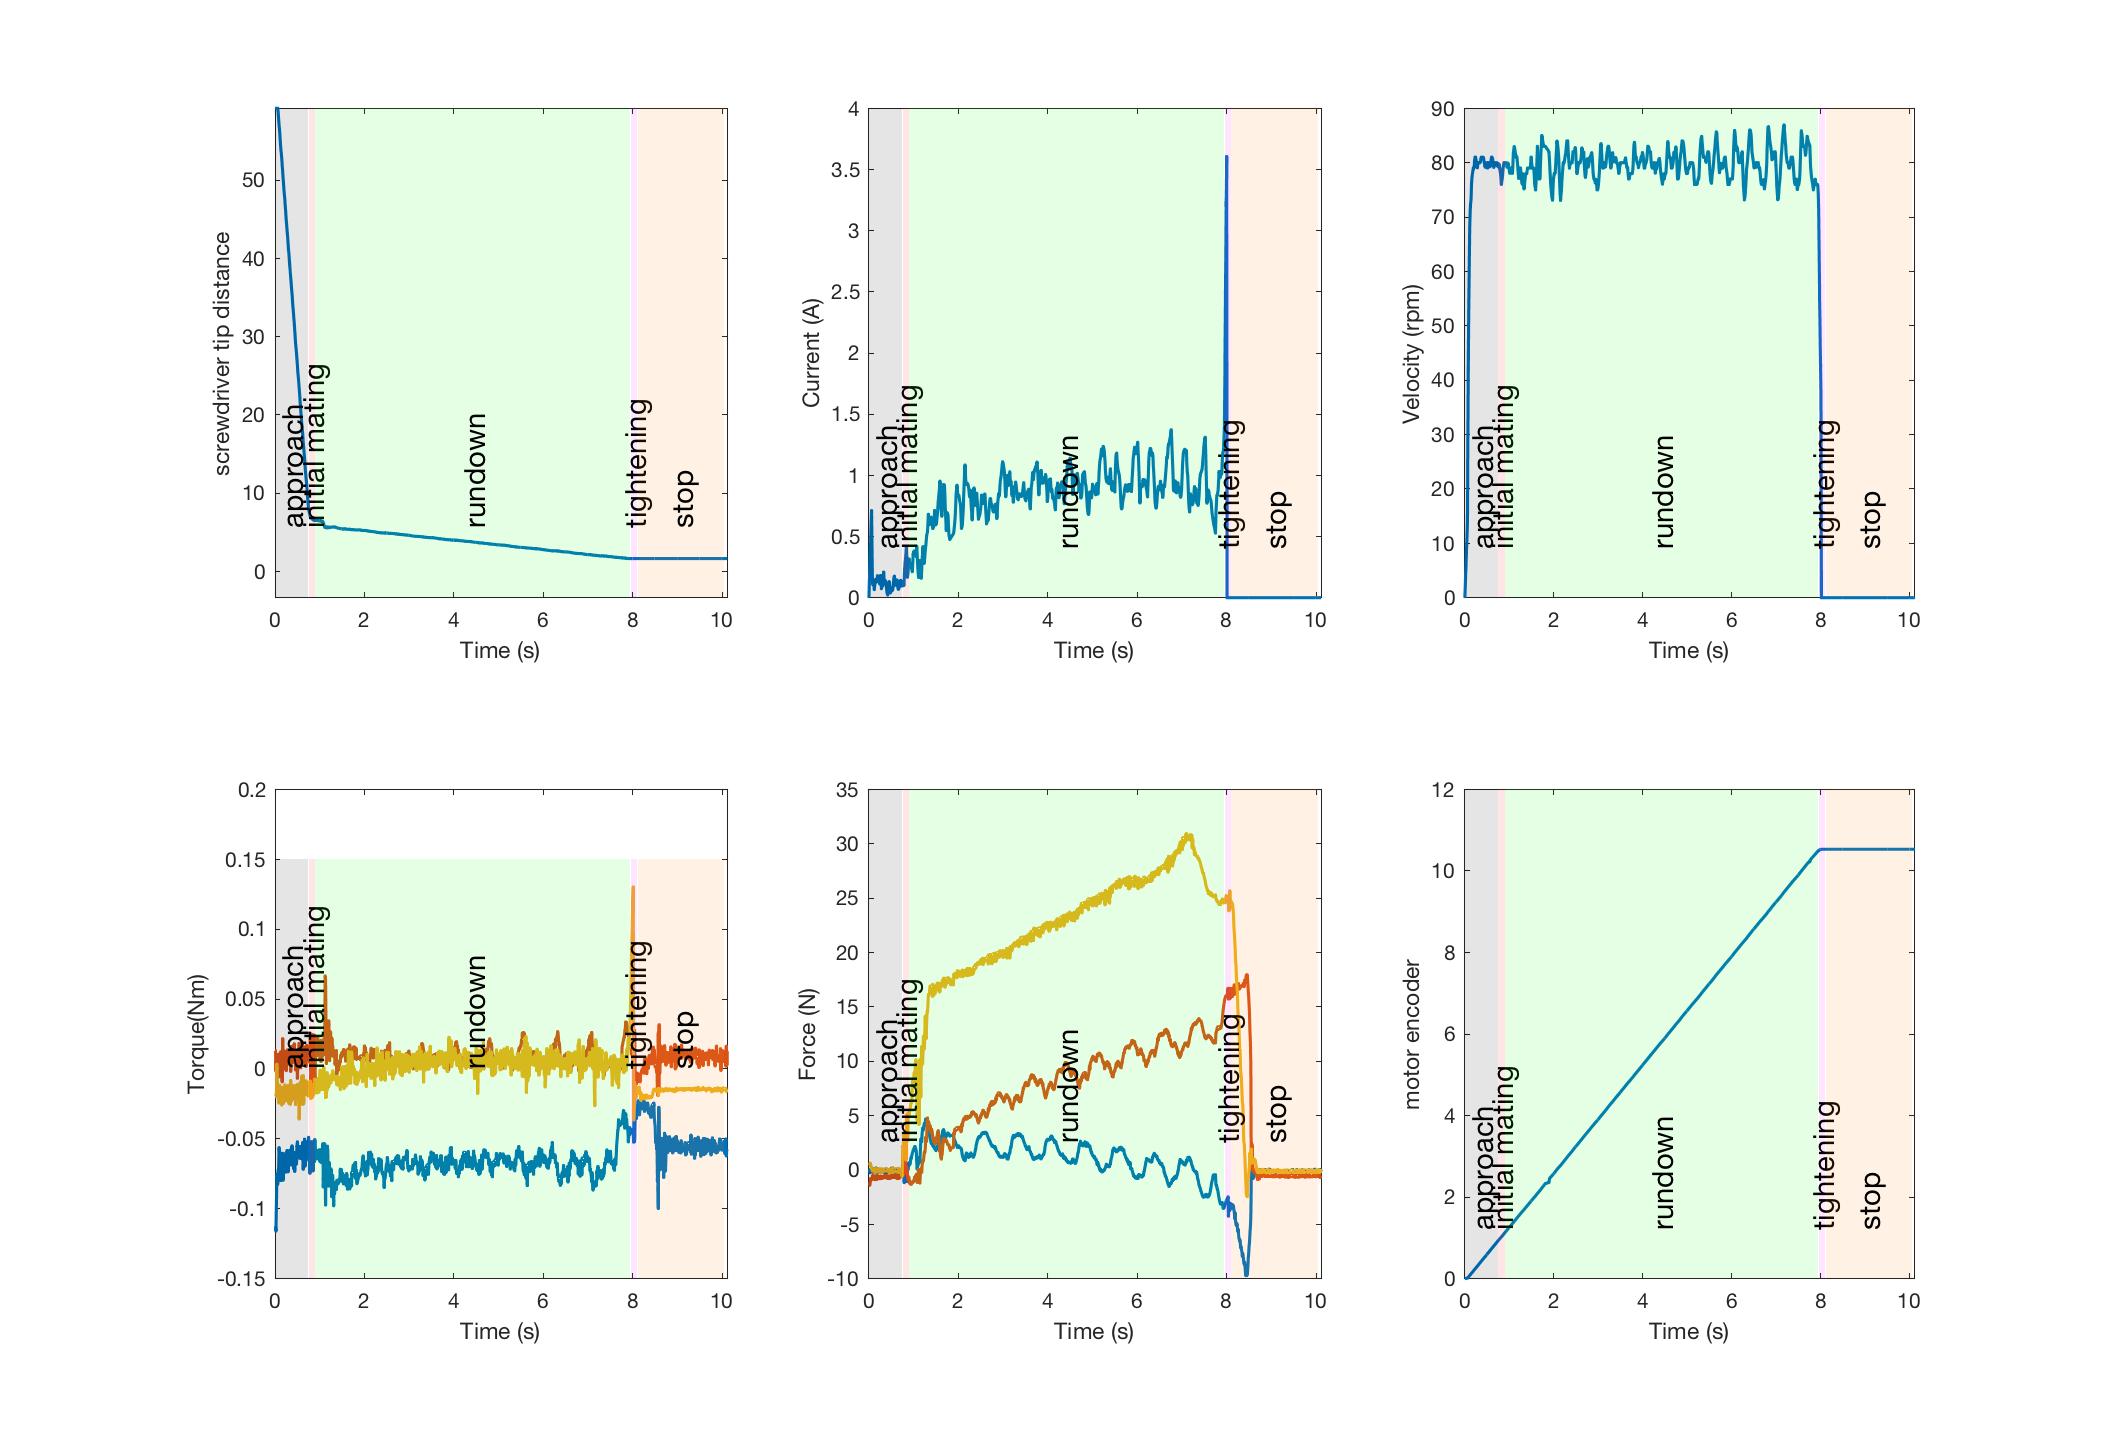 screwdriver tip distance
50
40
30
20
10
0
approach
initial mating
rundown
tightening
stop
0 2 4 6 8 10
Time (s)
Current (A)
4
3.5
3
2.5
2
1.5
1
0.5
0
approach
initial mating
rundown
tightening
stop
0 2 4 6 8 10
Time (s)
Velocity (rpm)
90
80
70
60
50
40
30
20
10
0
approach
initial mating
rundown
tightening
stop
0 2 4 6 8 10
Time (s)
Torque(Nm)
0.2
0.15
0.1
0.05
0
-0.05
-0.1
-0.15
approach
initial mating
rundown
tightening
stop
0 2 4 6 8 10
Time (s)
Force (N)
35
30
25
20
15
10
5
0
-5
-10
approach
initial mating
rundown
tightening
stop
0 2 4 6 8 10
Time (s)
motor encoder
12
10
8
6
4
2
0
approach
initial mating
rundown
tightening
stop
0 2 4 6 8 10
Time (s)